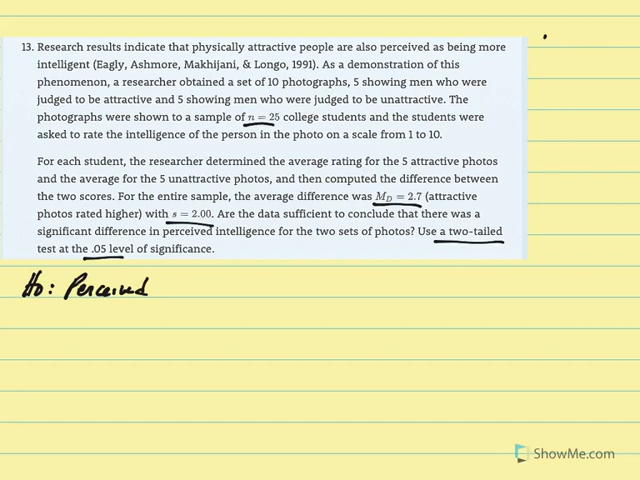 13. Research results indicate that physically attractive people are also perceived as being more
intelligent (Eagly, Ashmore, Makhijani, & Longo, 1991). As a demonstration of this
phenomenon, a researcher obtained a set of 10 photographs, 5 showing men who were
judged to be attractive and 5 showing men who were judged to be unattractive. The
photographs were shown to a sample of n = 25 college students and the students were
asked to rate the intelligence of the person in the photo on a scale from 1 to 10.
For each student, the researcher determined the average rating for the 5 attractive photos
and the average for the 5 unattractive photos, and then computed the difference between
the two scores. For the entire sample, the average difference was M_D = 2.7 (attractive
photos rated higher) with s = 2.00. Are the data sufficient to conclude that there was a
significant difference in perceived intelligence for the two sets of photos? Use a two-tailed
test at the .05 level of significance.
Ho: Perceived
ShowMe.com